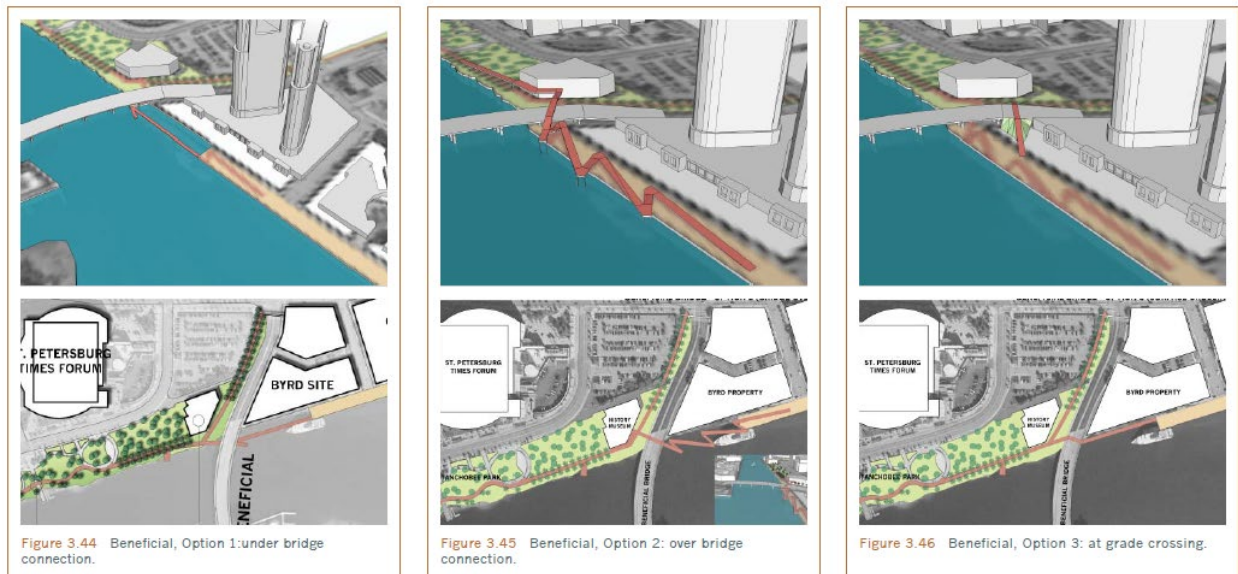 ST. PETERSBURG
TIMES FORUM
BYRD SITE
BENEFICIAL
Figure 3.44 Beneficial, Option 1:under bridge
connection.
ST. PETERSBURG
TIMES FORUM
BYRD PROPERTY
HISTORY
MUSEUM
ANCHOBEE PARK
BENEFICIAL BRIDGE
Figure 3.45 Beneficial, Option 2: over bridge
connection.
ST. PETERSBURG
TIMES FORUM
BYRD PROPERTY
HISTORY
MUSEUM
ANCHOBEE PARK
BENEFICIAL BRIDGE
Figure 3.46 Beneficial, Option 3: at grade crossing.